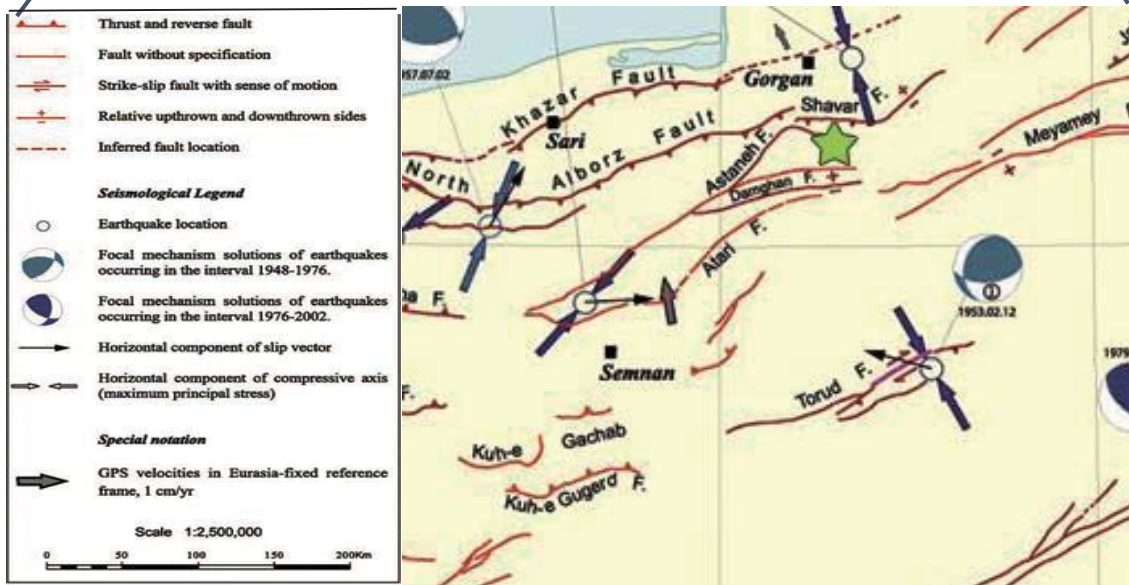 Thrust and reverse fault
Fault without specification
Strike-slip fault with sense of motion
Relative upthrown and downthrown sides
Inferred fault location
Seismological Legend
Earthquake location
Focal mechanism solutions of earthquakes
occurring in the interval 1948-1976.
Focal mechanism solutions of earthquakes
occurring in the interval 1976-2002.
Horizontal component of slip vector
Horizontal component of compressive axis
(maximum principal stress)
Special notation
GPS velocities in Eurasia-fixed reference
frame, 1 cm/yr
Scale 1:2,500,000
0 50 100 150 200Km
957.07.02
Khazar Fault
Gorgan
Sari
Shavar F.
North Alborz Fault
Astaneh F.
Meyamey
Damghan F.
Atari F.
F.
1953.02.12
1979
Semnan
Torud F.
F.
Kuh-e Gachab
Kuh-e Gugerd F.